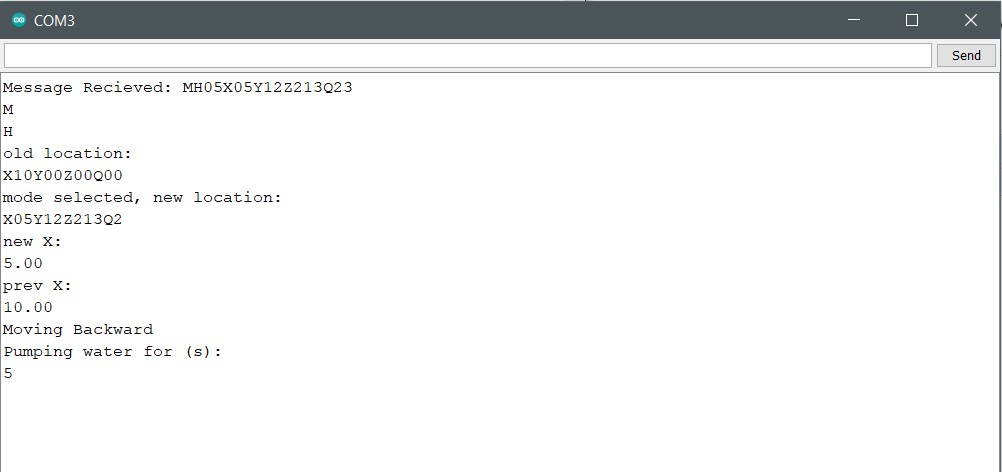 COM3
Send
Message Recieved: MH05X05Y12Z213Q23
M
H
old location:
X10Y00Z00Q00
mode selected, new location:
X05Y12Z213Q2
new X:
5.00
prev X:
10.00
Moving Backward
Pumping water for (s):
5